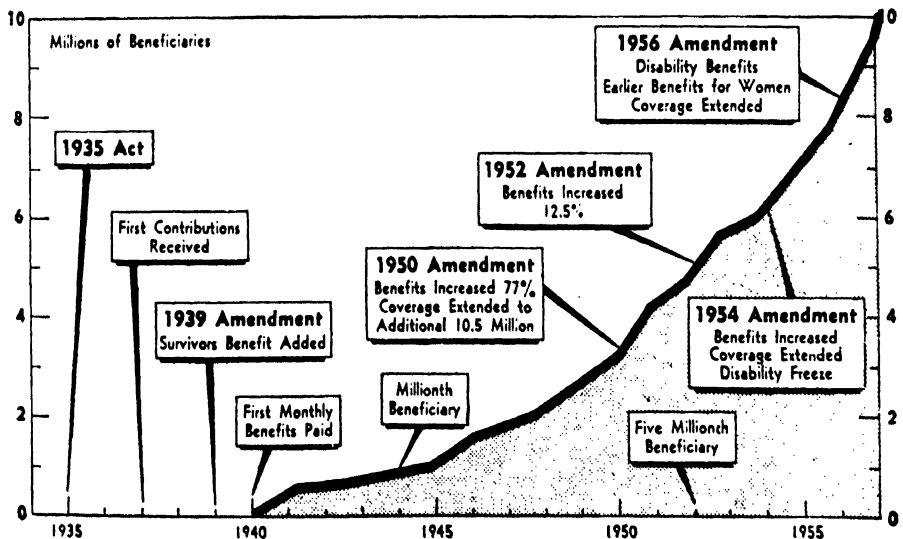 10
Millions of Beneficiaries
8
6
4
2
0
1935 Act
First Contributions
Received
1939 Amendment
Survivors Benefit Added
First Monthly
Benefits Paid
Millionth
Beneficiary
1950 Amendment
Benefits Increased 77%
Coverage Extended to
Additional 10.5 Million
1952 Amendment
Benefits Increased
12.5%
1956 Amendment
Disability Benefits
Earlier Benefits for Women
Coverage Extended
1954 Amendment
Benefits Increased
Coverage Extended
Disability Freeze
Five Millionch
Beneficiary
10
8
6
4
2
0
1935 1940 1945 1950 1955